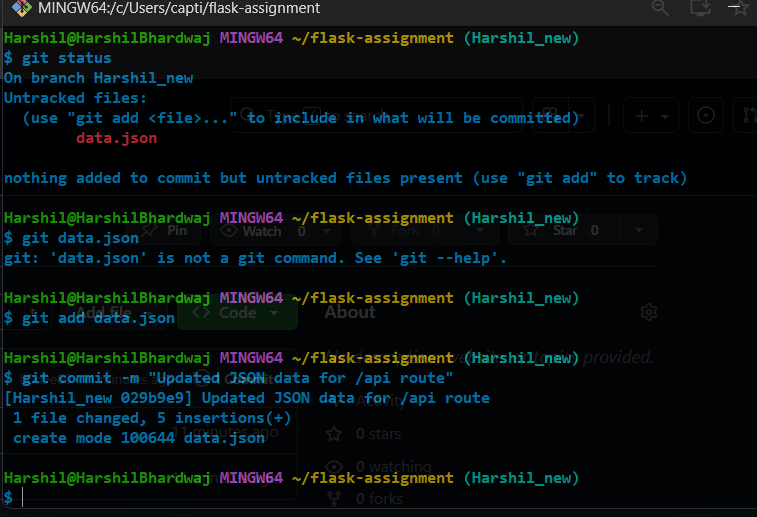 MINGW64:/c/Users/capti/flask-assignment
Harshil@HarshilBhardwaj MINGW64 ~/flask-assignment (Harshil_new)
$ git status
On branch Harshil_new
Untracked files:
(use "git add <file>..." to include in what will be committed)
data.json
nothing added to commit but untracked files present (use "git add" to track)
Harshil@HarshilBhardwaj MINGW64 ~/flask-assignment (Harshil_new)
Pin Watch 0 Fork 0 Star 0
$ git data.json
git: 'data.json' is not a git command. See 'git --help'.
Harshil@HarshilBhardwaj MINGW64 ~/flask-assignment (Harshil_new)
Add file Code About
$ git add data.json
Harshil@HarshilBhardwaj MINGW64 ~/flask-assignment (Harshil_new)
provided.
$ git commit -m "Updated JSON data for /api route"
[Harshil_new 029b9e9] Updated JSON data for /api route
1 file changed, 5 insertions(+)
11 minutes ago
0 stars
create mode 100644 data.json
0 watching
Harshil@HarshilBhardwaj MINGW64 ~/flask-assignment (Harshil_new)
$
0 forks